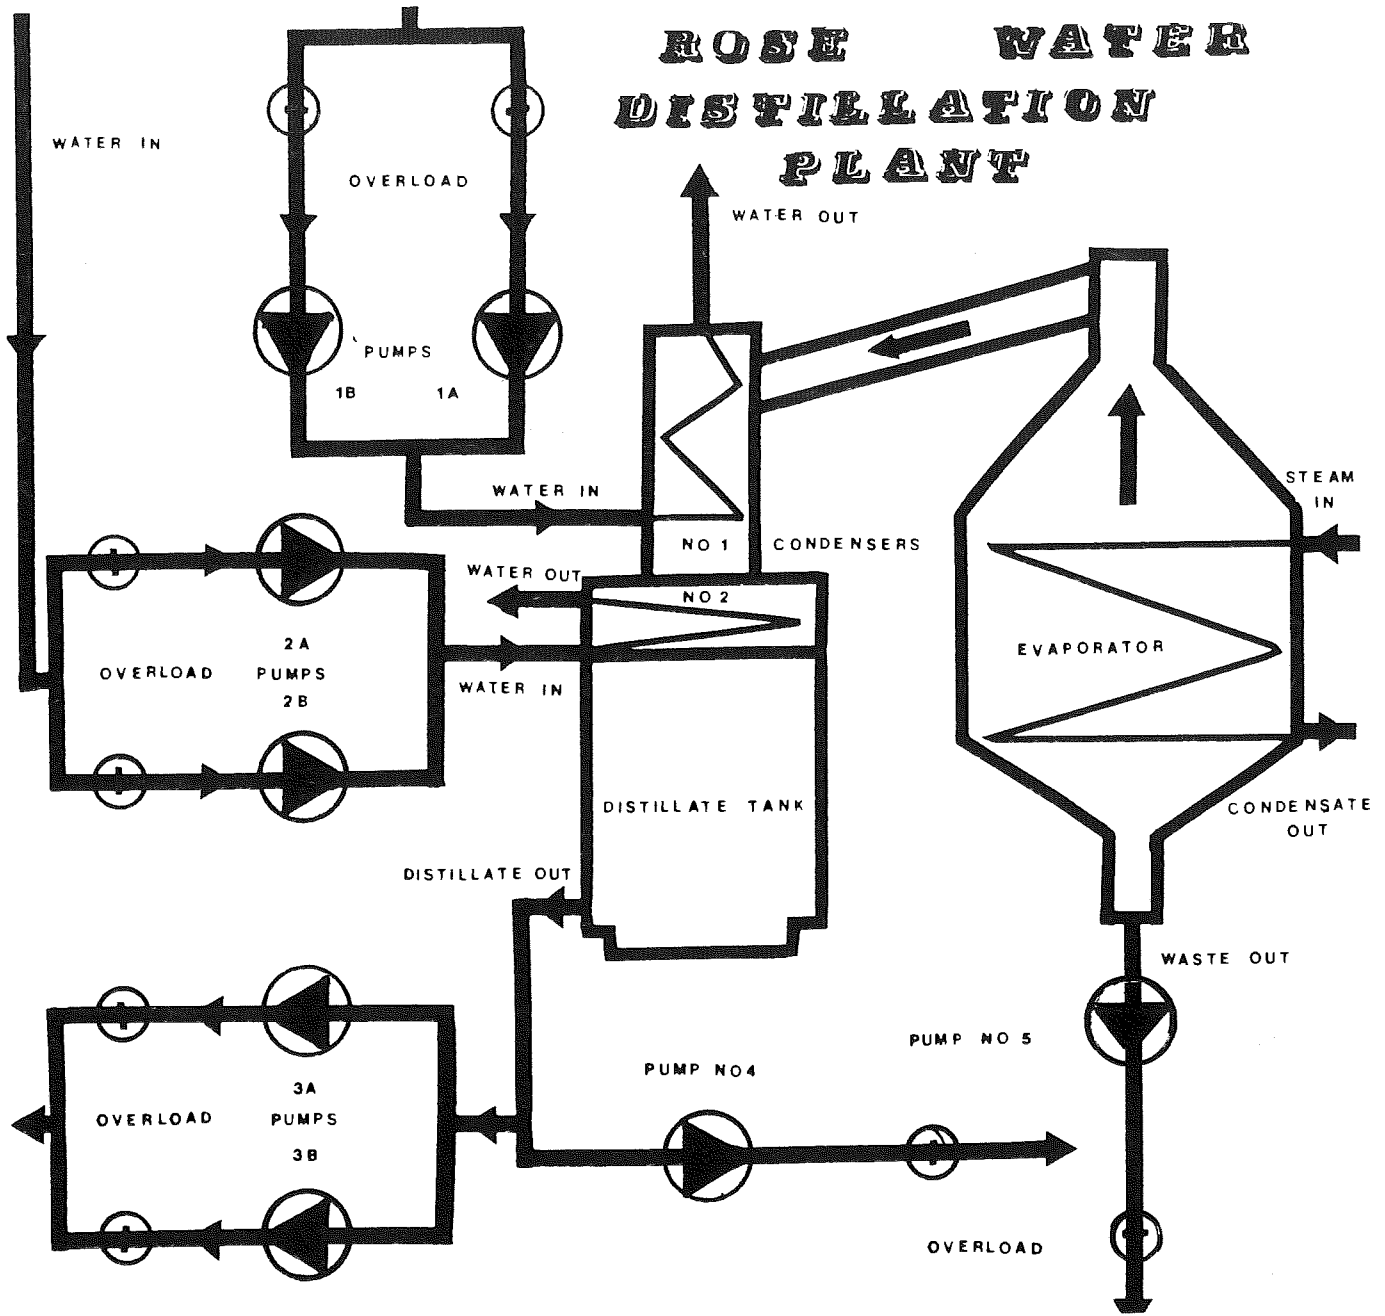 ROSE WATER
DISTILLATION
PLANT
WATER IN
OVERLOAD
WATER OUT
PUMPS
1B 1A
STEAM
IN
WATER IN
NO 1 CONDENSERS
WATER OUT
NO 2
2A
OVERLOAD PUMPS
2B
WATER IN
EVAPORATOR
DISTILLATE TANK
CONDENSATE
OUT
DISTILLATE OUT
WASTE OUT
PUMP NO 5
PUMP NO4
3A
OVERLOAD PUMPS
3B
OVERLOAD